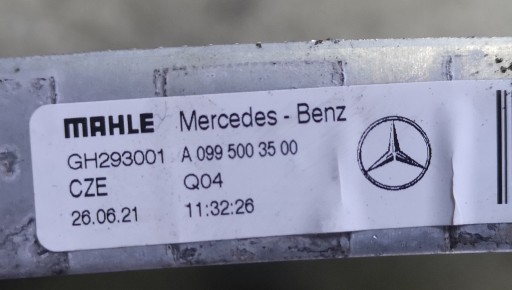 MAHLE Mercedes - Benz
GH293001 A 099 500 35 00
CZE Q04
26.06.21 11:32:26